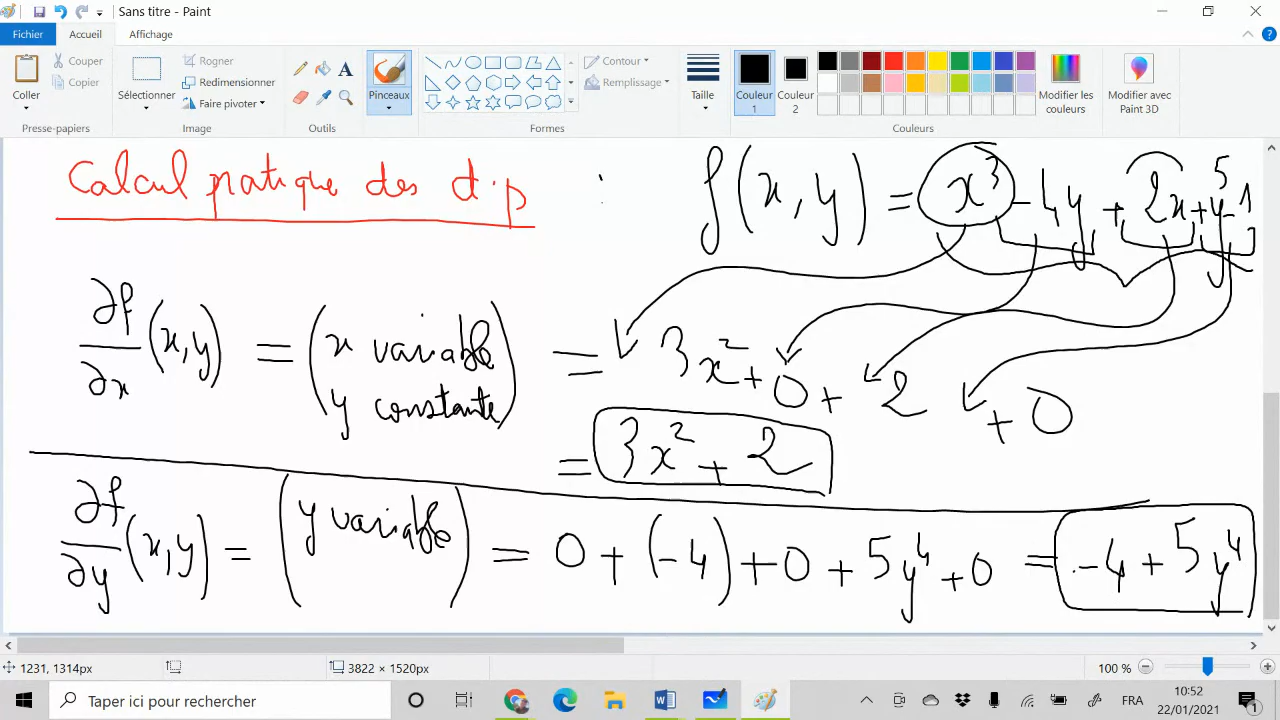 Sans titre - Paint
Fichier Accueil Affichage
Coller
Couper
Copier
Presse-papiers
Sélectionner
Rogner
Redimensionner
Faire pivoter
Image
A
Outils
Pinceaux
Contour
Remplissage
Formes
Taille
Couleur 1
Couleur 2
Modifier les couleurs
Couleurs
Modifier avec Paint 3D
Calcul pratique des d.p : f(x,y) = x³ - 4y + 2x + y⁵ - 1
∂f/∂x (x,y) = (x variable y constante) = 3x² + 0 + 2 + 0
= 3x² + 2
∂f/∂y (x,y) = (y variable) = 0 + (-4) + 0 + 5y⁴ + 0 = -4 + 5y⁴
1231, 1314px 3822 × 1520px 100 %
Taper ici pour rechercher FRA 10:52
22/01/2021 1